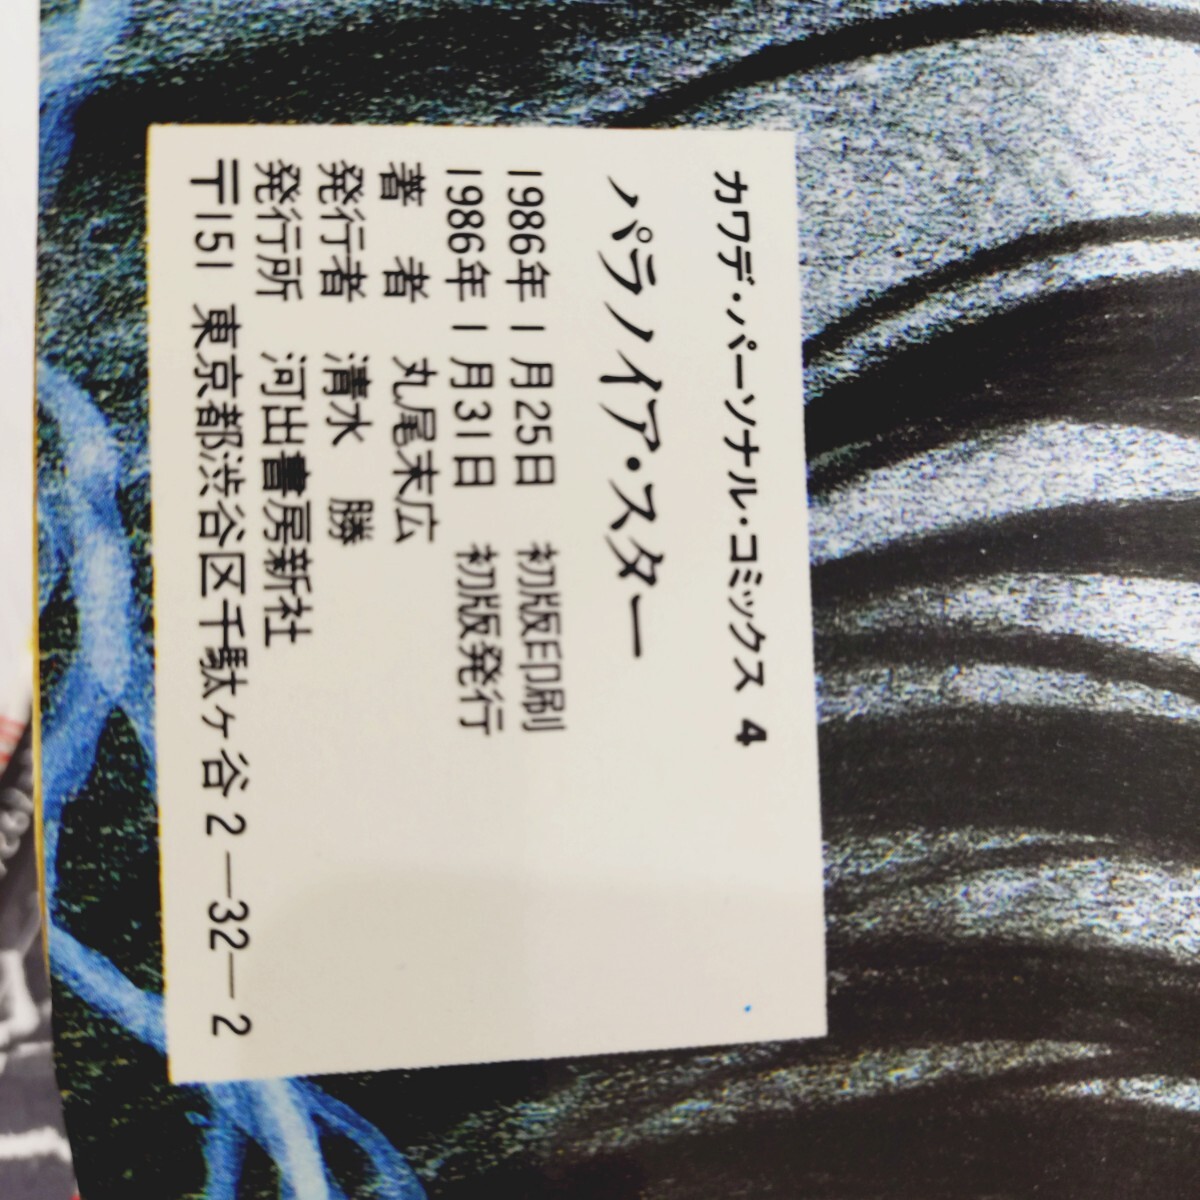 カワデ・パーソナル・コミックス 4
パラノイア・スター
1986年1月25日 初版印刷
1986年1月31日 初版発行
著 者 丸尾末広
発行者 清水 勝
発行所 河出書房新社
〒151 東京都渋谷区千駄ヶ谷2―32―2